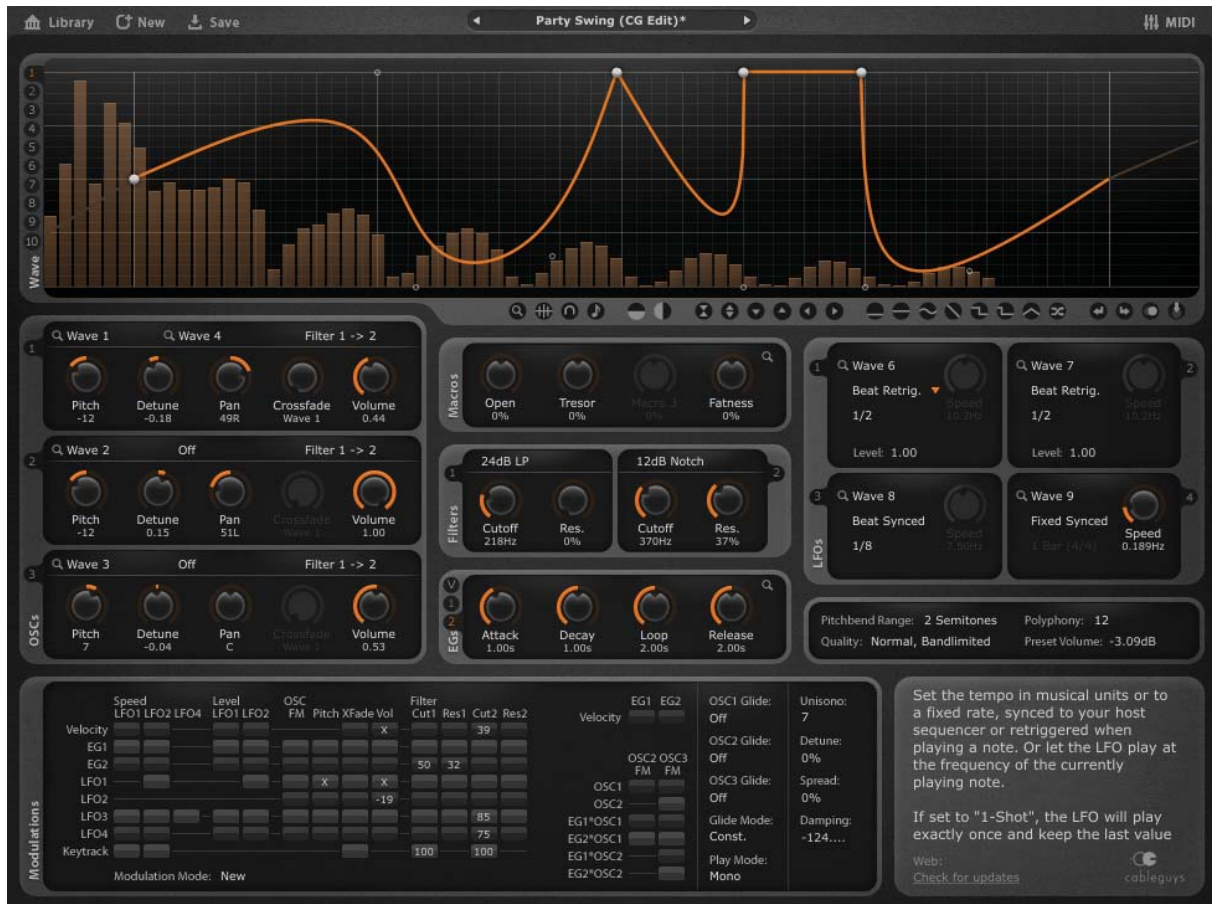 Library New Save Party Swing (CG Edit)* MIDI
1
2
3
4
5
6
7
8
9
10
Wave
1
Wave 1 Wave 4 Filter 1 -> 2
Pitch Detune Pan Crossfade Volume
-12 -0.18 49R Wave 1 0.44
2
Wave 2 Off Filter 1 -> 2
Pitch Detune Pan Crossfade Volume
-12 0.15 51L Wave 1 1.00
3
Wave 3 Off Filter 1 -> 2
Pitch Detune Pan Crossfade Volume
7 -0.04 C Wave 1 0.53
OSCs
Macros
Open Tresor Macro 3 Fatness
0% 0% 0% 0%
Filters
1 24dB LP 12dB Notch 2
Cutoff Res. Cutoff Res.
218Hz 0% 370Hz 37%
EGs
V
1
2
Attack Decay Loop Release
1.00s 1.00s 2.00s 2.00s
LFOs
1 Wave 6
Beat Retrig. Speed
1/2 10.2Hz
Level: 1.00
Wave 7 2
Beat Retrig. Speed
1/2 10.2Hz
Level: 1.00
3 Wave 8
Beat Synced Speed
1/8 7.50Hz
Wave 9 4
Fixed Synced Speed
1 Bar (4/4) 0.189Hz
Pitchbend Range: 2 Semitones Polyphony: 12
Quality: Normal, Bandlimited Preset Volume: -3.09dB
Modulations
Speed Level OSC Filter
LFO1 LFO2 LFO4 LFO1 LFO2 FM Pitch XFade Vol Cut1 Res1 Cut2 Res2
Velocity X 39
EG1
EG2 50 32
LFO1 X X
LFO2 -19
LFO3 85
LFO4 75
Keytrack 100 100
Modulation Mode: New
EG1 EG2
Velocity
OSC2 OSC3
FM FM
OSC1
OSC2
EG1*OSC1
EG2*OSC1
EG1*OSC2
EG2*OSC2
OSC1 Glide:
Off
OSC2 Glide:
Off
OSC3 Glide:
Off
Glide Mode:
Const.
Play Mode:
Mono
Unisono:
7
Detune:
0%
Spread:
0%
Damping:
-124....
Set the tempo in musical units or to
a fixed rate, synced to your host
sequencer or retriggered when
playing a note. Or let the LFO play at
the frequency of the currently
playing note.
If set to "1-Shot", the LFO will play
exactly once and keep the last value
Web:
Check for updates
cableguys